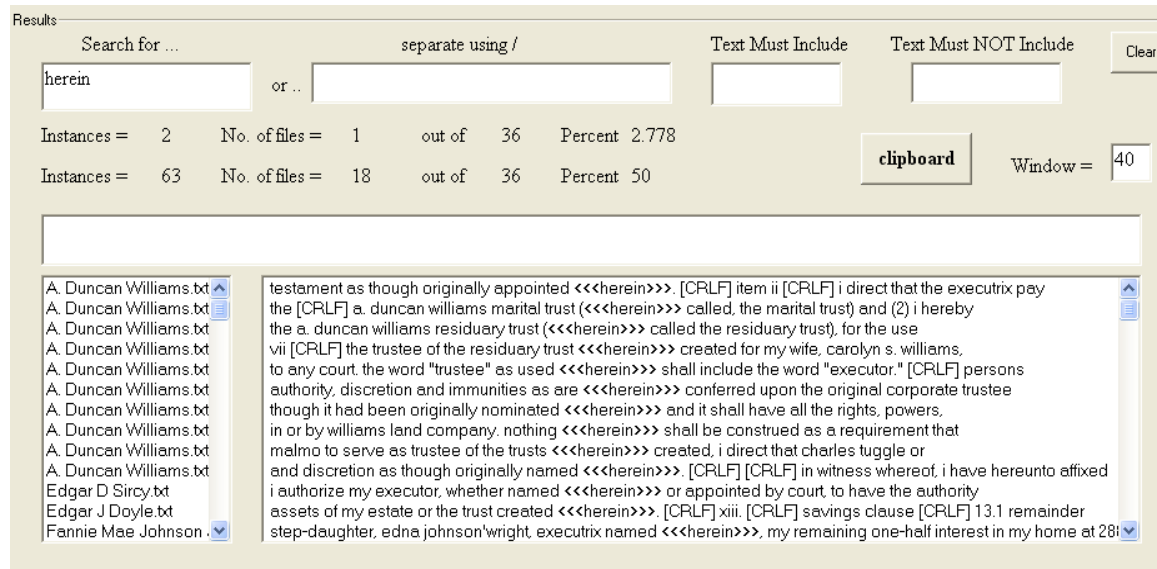 Results
Search for ... separate using / Text Must Include Text Must NOT Include Clear
herein or ..
Instances = 2 No. of files = 1 out of 36 Percent 2.778
clipboard Window = 40
Instances = 63 No. of files = 18 out of 36 Percent 50
A. Duncan Williams.txt testament as though originally appointed <<<herein>>>. [CRLF] item ii [CRLF] i direct that the executrix pay
A. Duncan Williams.txt the [CRLF] a. duncan williams marital trust (<<<herein>>> called, the marital trust) and (2) i hereby
A. Duncan Williams.txt the a. duncan williams residuary trust (<<<herein>>> called the residuary trust), for the use
A. Duncan Williams.txt vii [CRLF] the trustee of the residuary trust <<<herein>>> created for my wife, carolyn s. williams,
A. Duncan Williams.txt to any court. the word "trustee" as used <<<herein>>> shall include the word "executor." [CRLF] persons
A. Duncan Williams.txt authority, discretion and immunities as are <<<herein>>> conferred upon the original corporate trustee
A. Duncan Williams.txt though it had been originally nominated <<<herein>>> and it shall have all the rights, powers,
A. Duncan Williams.txt in or by williams land company. nothing <<<herein>>> shall be construed as a requirement that
A. Duncan Williams.txt malmo to serve as trustee of the trusts <<<herein>>> created, i direct that charles tuggle or
A. Duncan Williams.txt and discretion as though originally named <<<herein>>>. [CRLF] [CRLF] in witness whereof, i have hereunto affixed
Edgar D Sircy.txt i authorize my executor, whether named <<<herein>>> or appointed by court, to have the authority
Edgar J Doyle.txt assets of my estate or the trust created <<<herein>>>. [CRLF] xiii. [CRLF] savings clause [CRLF] 13.1 remainder
Fannie Mae Johnson step-daughter, edna johnson'wright, executrix named <<<herein>>>, my remaining one-half interest in my home at